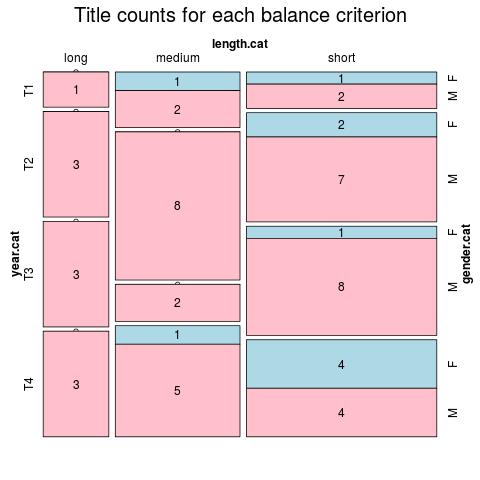 Title counts for each balance criterion
length.cat
long medium short
year.cat
gender.cat
T1 1 1 2 1 2 F M
T2 3 8 2 7 F M
T3 3 2 1 8 F M
T4 3 1 5 4 4 F M